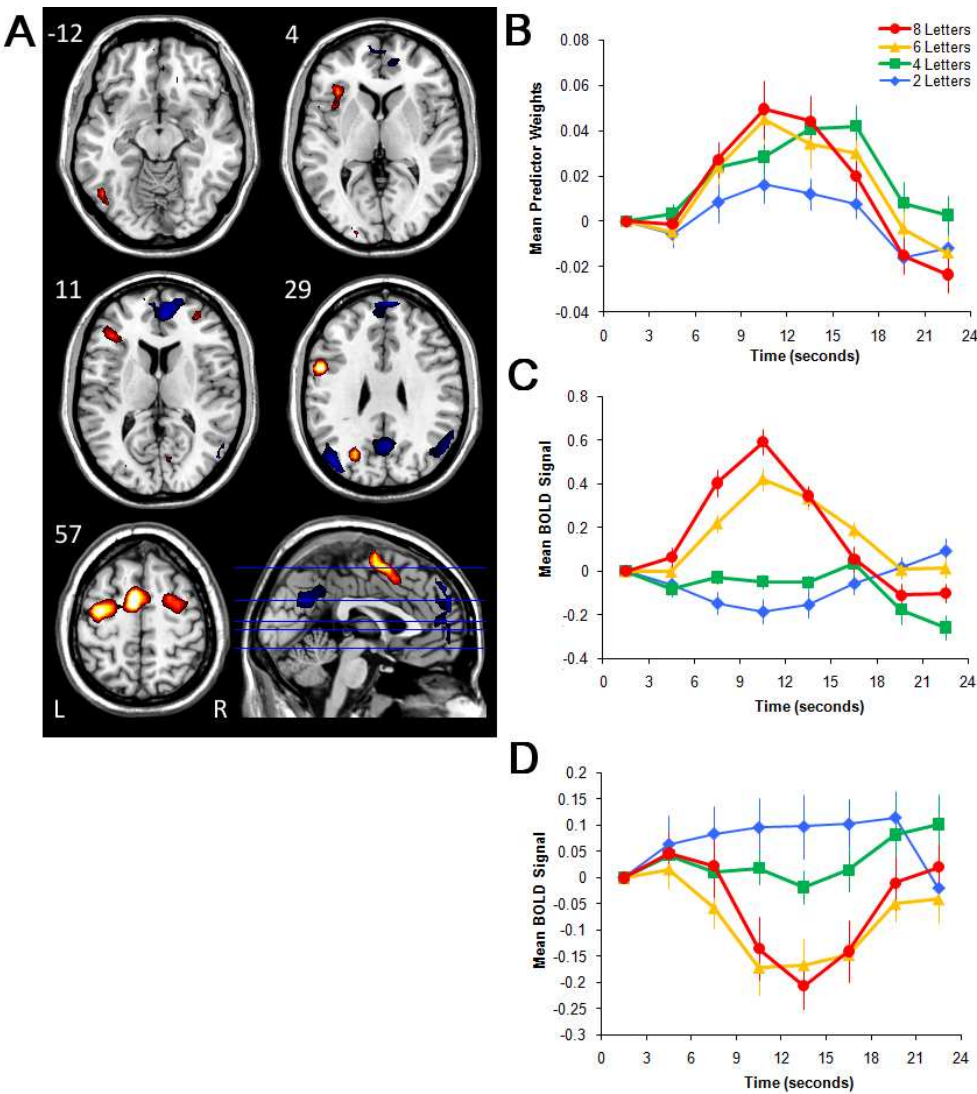 A
-12
4
11
29
57
L
R
B
8 Letters
6 Letters
4 Letters
2 Letters
Mean Predictor Weights
0.08
0.06
0.04
0.02
0
-0.02
-0.04
0 3 6 9 12 15 18 21 24
Time (seconds)
C
Mean BOLD Signal
0.8
0.6
0.4
0.2
0
-0.2
-0.4
0 3 6 9 12 15 18 21 24
Time (seconds)
D
Mean BOLD Signal
0.2
0.15
0.1
0.05
0
-0.05
-0.1
-0.15
-0.2
-0.25
-0.3
0 3 6 9 12 15 18 21 24
Time (seconds)